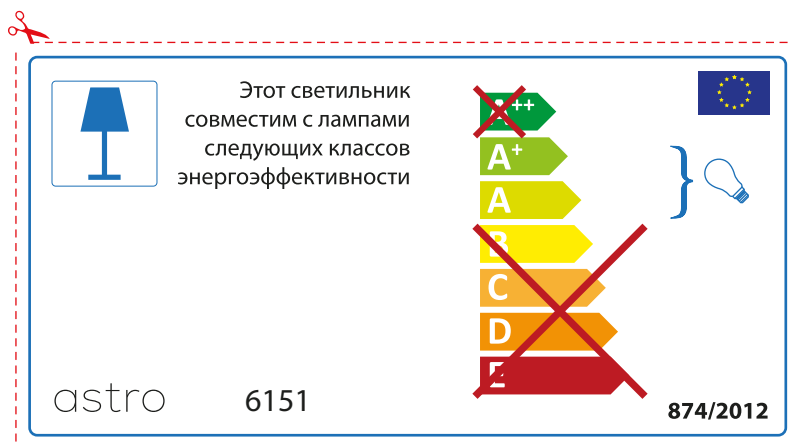 Этот светильник
совместим с лампами
следующих классов
энергоэффективности
A++
A+
A
B
C
D
E
astro 6151
874/2012